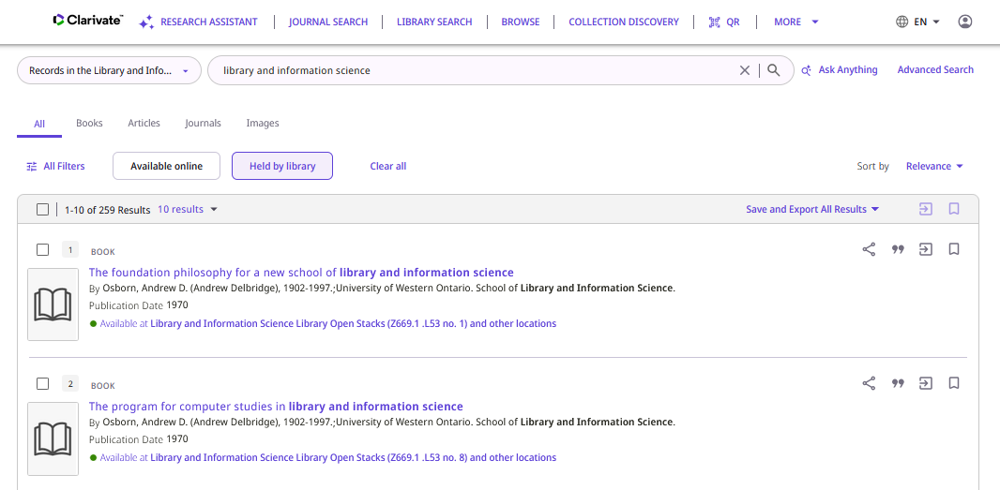 Clarivate™ RESEARCH ASSISTANT JOURNAL SEARCH LIBRARY SEARCH BROWSE COLLECTION DISCOVERY QR MORE EN
Records in the Library and Info... library and information science Ask Anything Advanced Search
All Books Articles Journals Images
All Filters Available online Held by library Clear all Sort by Relevance
1-10 of 259 Results 10 results Save and Export All Results
1 BOOK
The foundation philosophy for a new school of library and information science
By Osborn, Andrew D. (Andrew Delbridge), 1902-1997.;University of Western Ontario. School of Library and Information Science.
Publication Date 1970
Available at Library and Information Science Library Open Stacks (Z669.1 .L53 no. 1) and other locations
2 BOOK
The program for computer studies in library and information science
By Osborn, Andrew D. (Andrew Delbridge), 1902-1997.;University of Western Ontario. School of Library and Information Science.
Publication Date 1970
Available at Library and Information Science Library Open Stacks (Z669.1 .L53 no. 8) and other locations